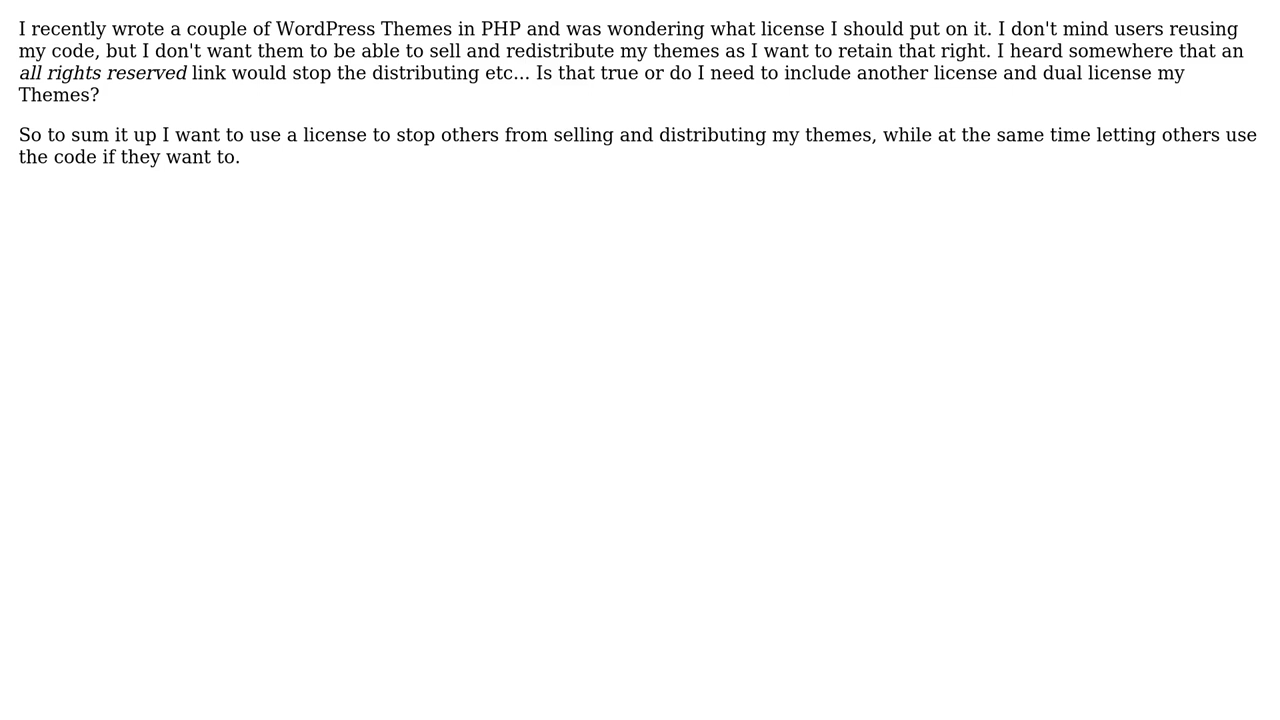 I recently wrote a couple of WordPress Themes in PHP and was wondering what license I should put on it. I don't mind users reusing
my code, but I don't want them to be able to sell and redistribute my themes as I want to retain that right. I heard somewhere that an
all rights reserved link would stop the distributing etc... Is that true or do I need to include another license and dual license my
Themes?
So to sum it up I want to use a license to stop others from selling and distributing my themes, while at the same time letting others use
the code if they want to.